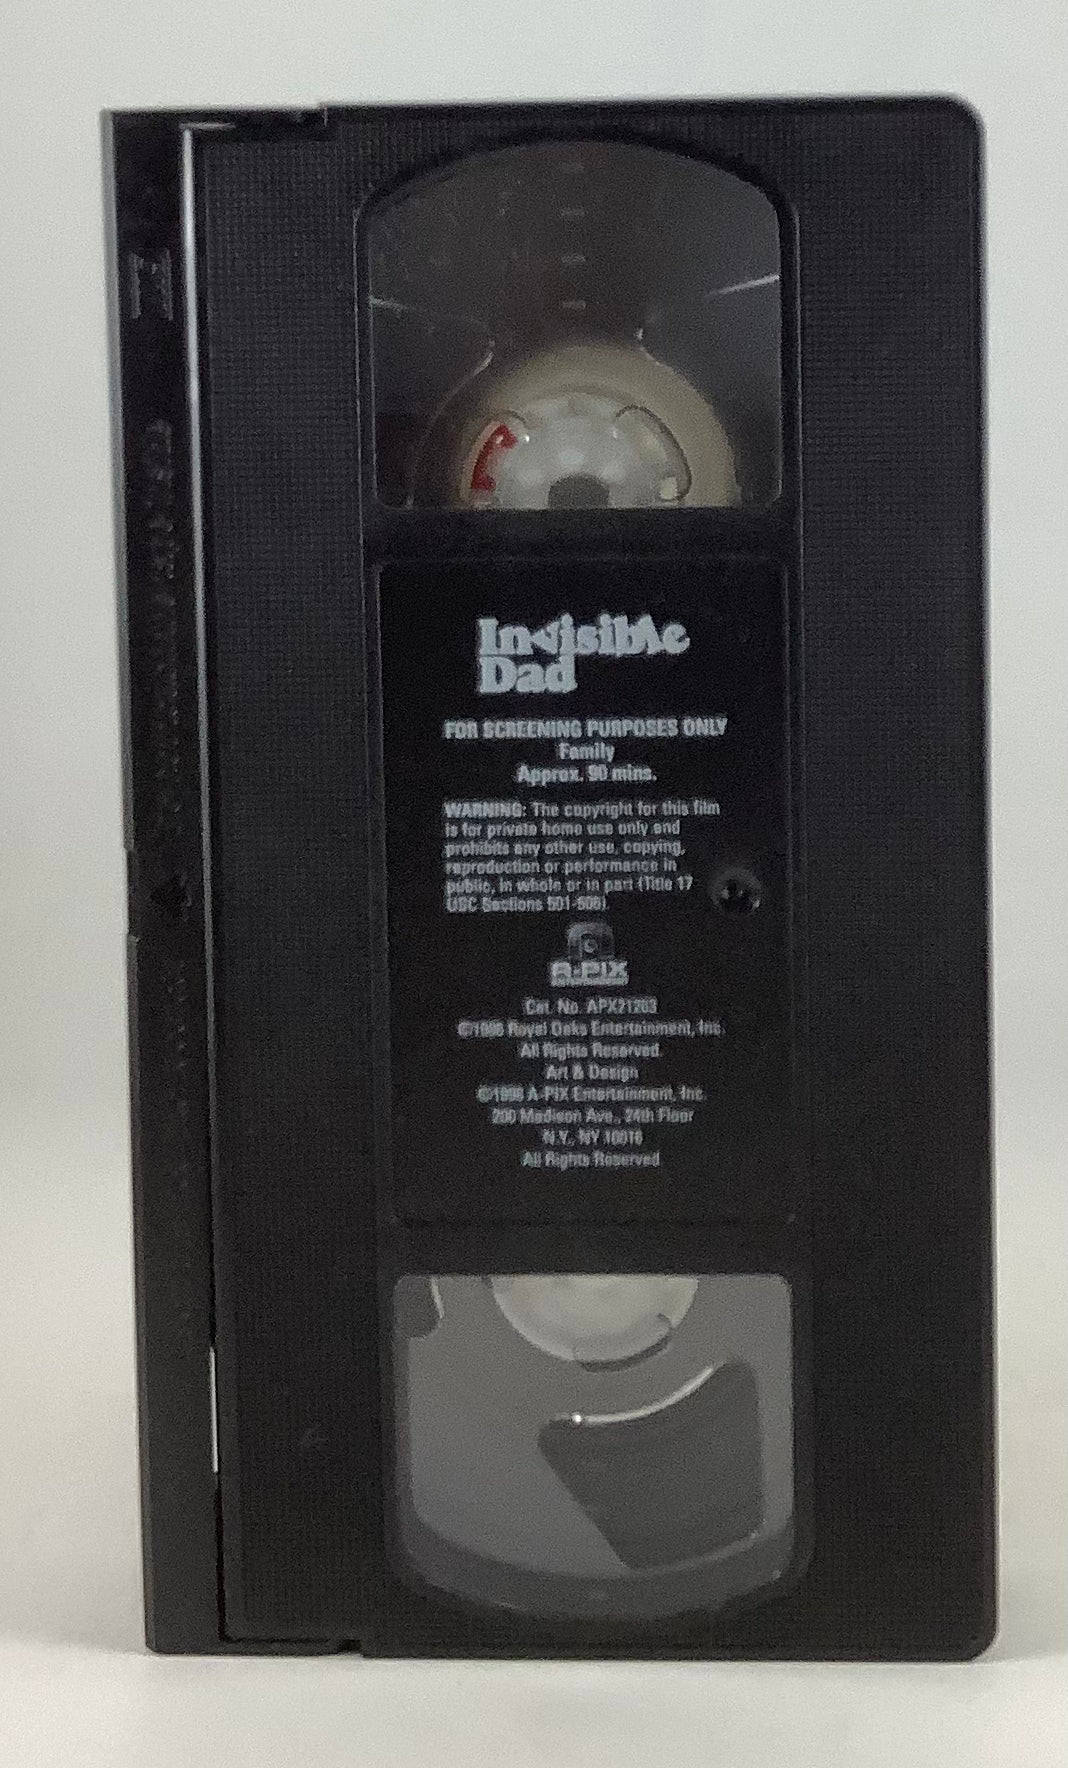 Invisible
Dad
FOR SCREENING PURPOSES ONLY
Family
Approx. 90 mins.
WARNING: The copyright for this film
is for private home use only and
prohibits any other use, copying,
reproduction or performance in
public, in whole or in part (Title 17
USC Sections 501-506).
A-PIX
ENTERTAINMENT
Cat. No. APX21203
©1998 Royal Oaks Entertainment, Inc.
All Rights Reserved.
Art & Design
©1998 A-PIX Entertainment, Inc.
200 Madison Ave., 24th Floor
N.Y., NY 10016
All Rights Reserved